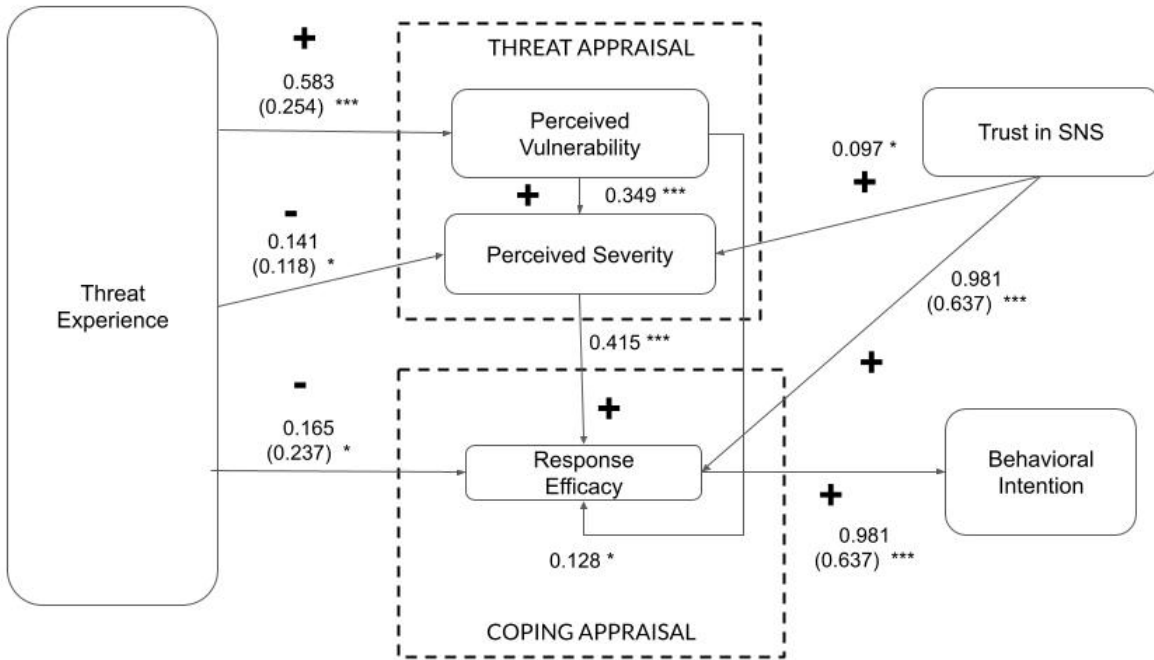 +
0.583
(0.254) ***
THREAT APPRAISAL
Perceived
Vulnerability
Trust in SNS
0.097 *
+
+
0.349 ***
-
0.141
(0.118) *
Perceived Severity
Threat
Experience
0.981
(0.637) ***
0.415 ***
+
-
0.165
(0.237) *
+
Response
Efficacy
Behavioral
Intention
+
0.128 *
0.981
(0.637) ***
COPING APPRAISAL